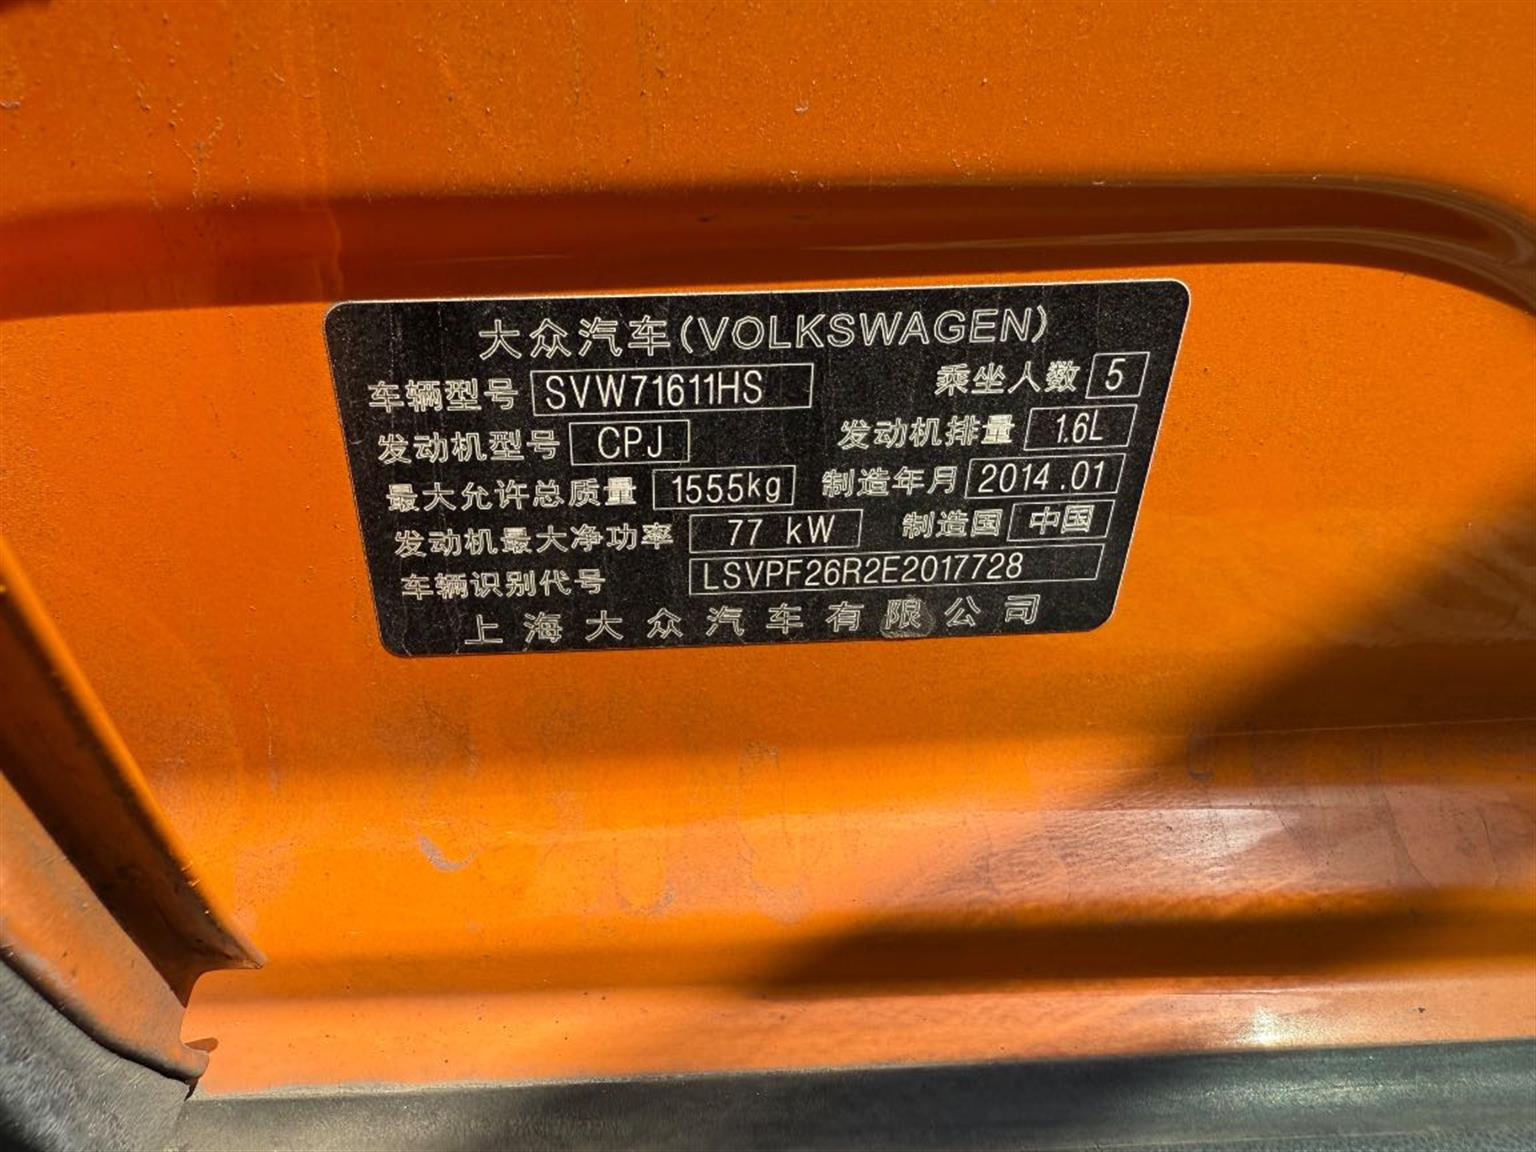 大众汽车(VOLKSWAGEN)
车辆型号 SVW71611HS 乘坐人数 5
发动机型号 CPJ 发动机排量 1.6L
最大允许总质量 1555kg 制造年月 2014.01
发动机最大净功率 77 kW 制造国 中国
车辆识别代号 LSVPF26R2E2017728
上海大众汽车有限公司